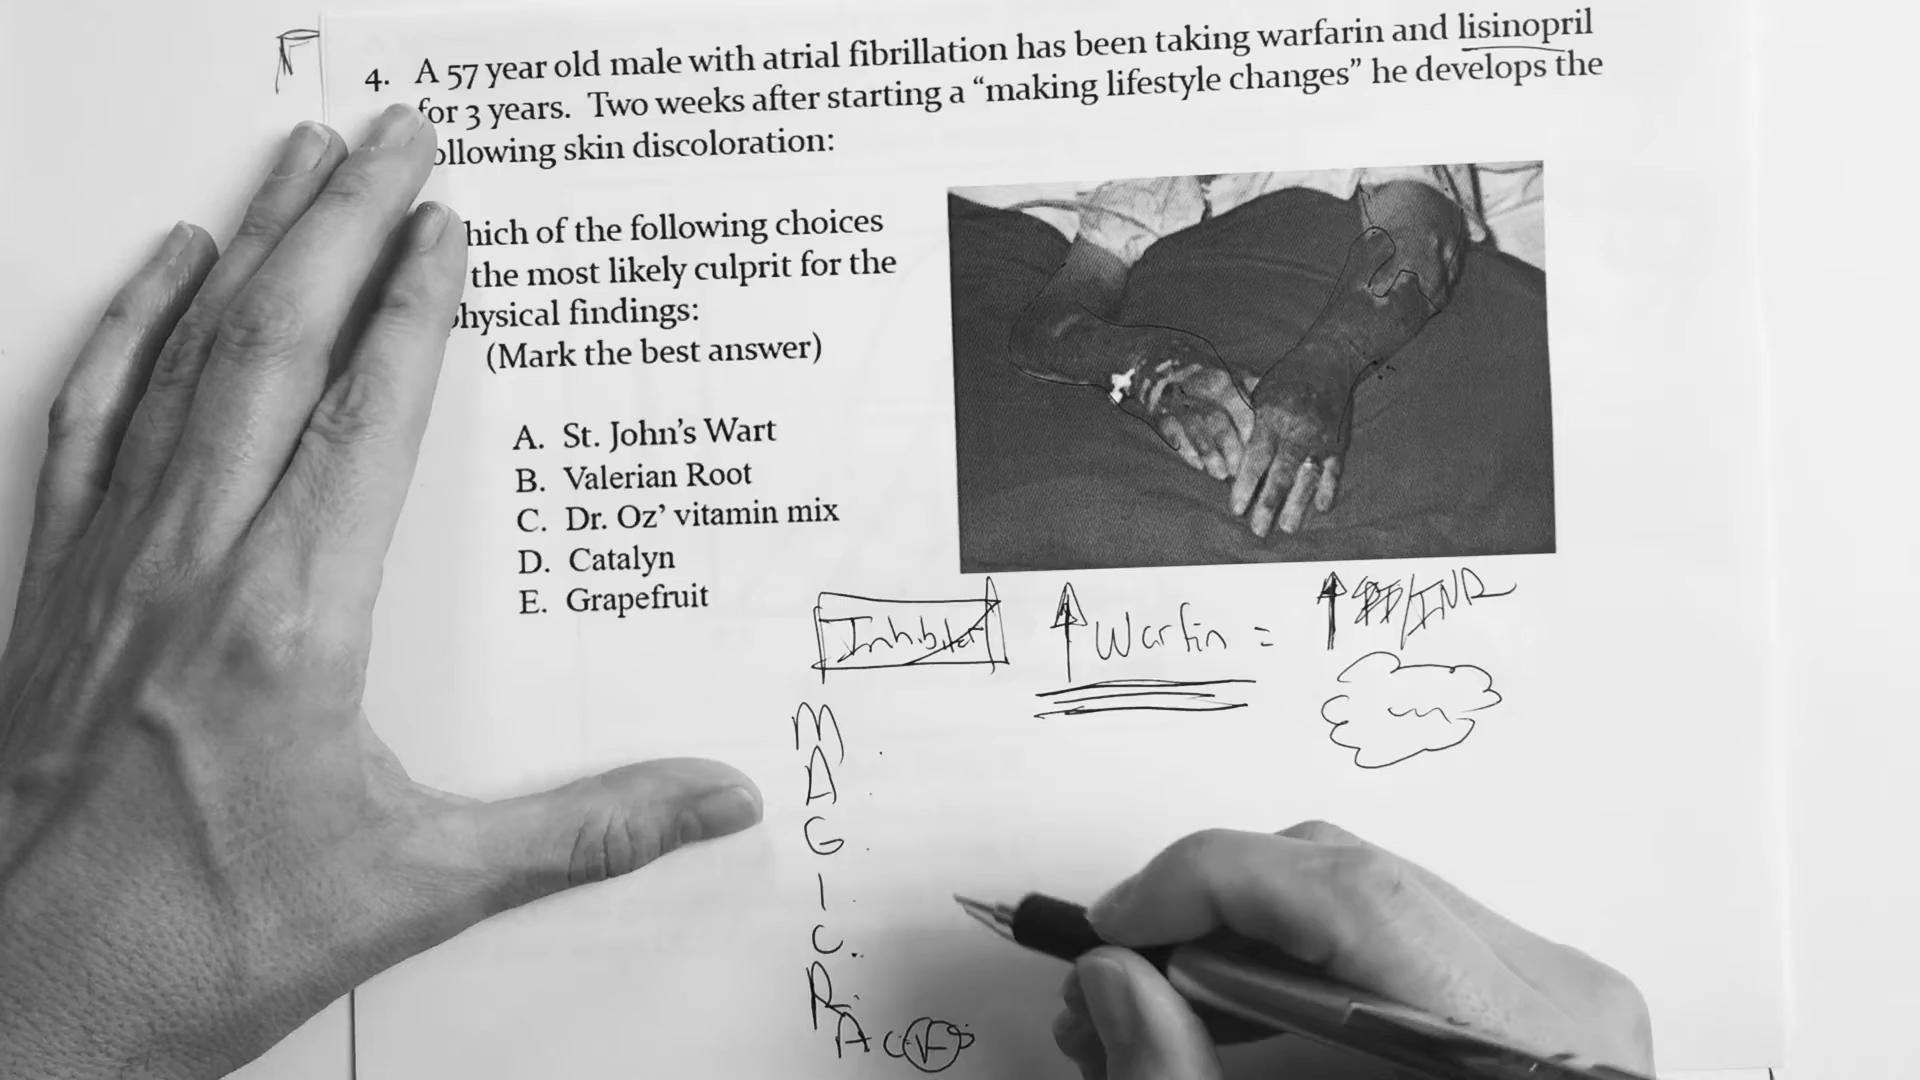 4. A 57 year old male with atrial fibrillation has been taking warfarin and lisinopril
for 3 years. Two weeks after starting a “making lifestyle changes” he develops the
ollowing skin discoloration:
hich of the following choices
the most likely culprit for the
hysical findings:
(Mark the best answer)
A. St. John’s Wart
B. Valerian Root
C. Dr. Oz’ vitamin mix
D. Catalyn
E. Grapefruit
Inhibitor
↑ Warfin =
↑ PT/INR
M
A
G
I
C
R
A